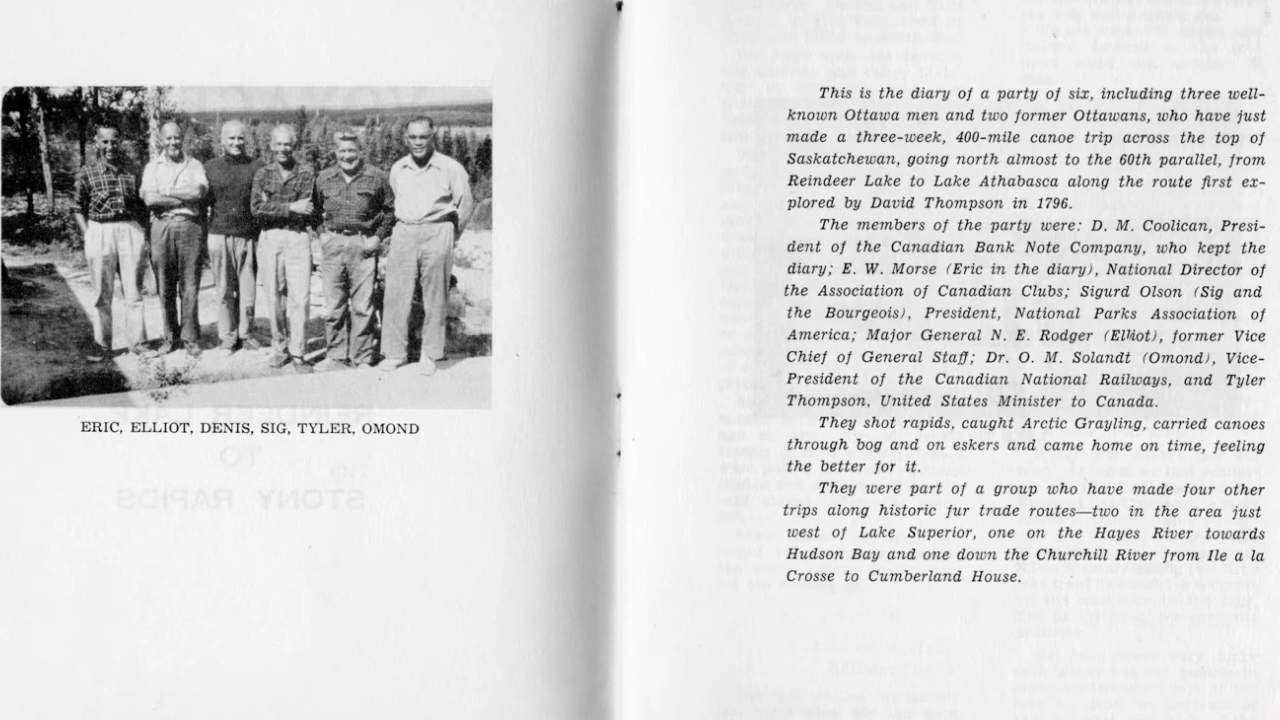 ERIC, ELLIOT, DENIS, SIG, TYLER, OMOND
This is the diary of a party of six, including three well-
known Ottawa men and two former Ottawans, who have just
made a three-week, 400-mile canoe trip across the top of
Saskatchewan, going north almost to the 60th parallel, from
Reindeer Lake to Lake Athabasca along the route first ex-
plored by David Thompson in 1796.
The members of the party were: D. M. Coolican, Presi-
dent of the Canadian Bank Note Company, who kept the
diary; E. W. Morse (Eric in the diary), National Director of
the Association of Canadian Clubs; Sigurd Olson (Sig and
the Bourgeois), President, National Parks Association of
America; Major General N. E. Rodger (Elliot), former Vice
Chief of General Staff; Dr. O. M. Solandt (Omond), Vice-
President of the Canadian National Railways, and Tyler
Thompson, United States Minister to Canada.
They shot rapids, caught Arctic Grayling, carried canoes
through bog and on eskers and came home on time, feeling
the better for it.
They were part of a group who have made four other
trips along historic fur trade routes—two in the area just
west of Lake Superior, one on the Hayes River towards
Hudson Bay and one down the Churchill River from Ile a la
Crosse to Cumberland House.
REINDEER LAKE
TO
STONY RAPIDS